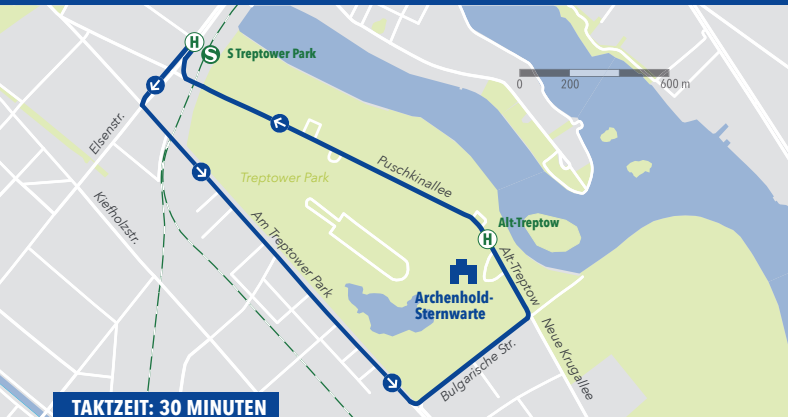 H
S
S Treptower Park
0
200
600 m
Elsenstr.
Kiefholzstr.
Treptower Park
Puschkinallee
Am Treptower Park
Alt-Treptow
H
Alt-Treptow
Archenhold-
Sternwarte
Bulgarische Str.
Neue Krugallee
TAKTZEIT: 30 MINUTEN